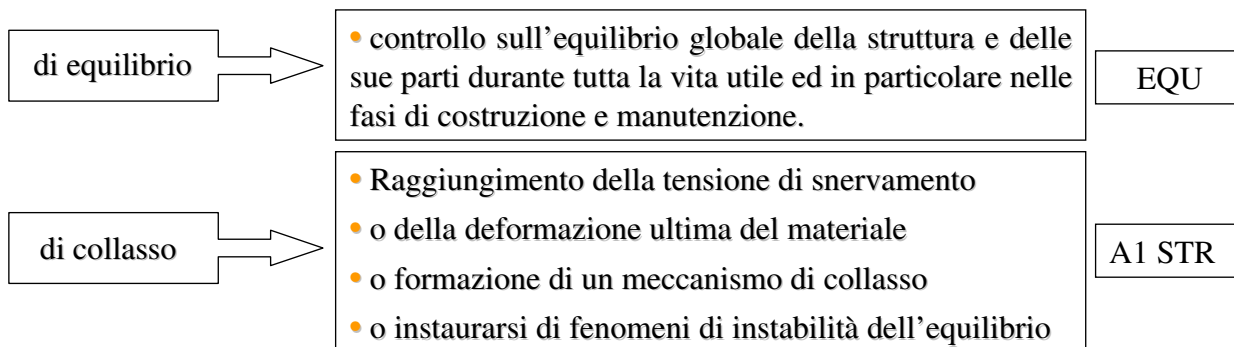 di equilibrio
• controllo sull'equilibrio globale della struttura e delle
sue parti durante tutta la vita utile ed in particolare nelle
fasi di costruzione e manutenzione.
EQU
di collasso
• Raggiungimento della tensione di snervamento
• o della deformazione ultima del materiale
• o formazione di un meccanismo di collasso
• o instaurarsi di fenomeni di instabilità dell'equilibrio
A1 STR